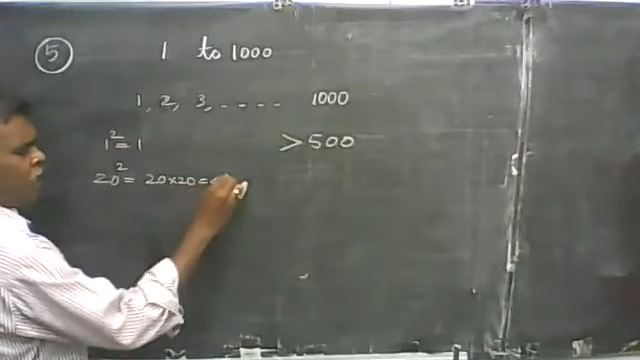 ⑤ 1 to 1000
1, 2, 3, - - - - 1000
1² = 1 > 500
20² = 20×20 =